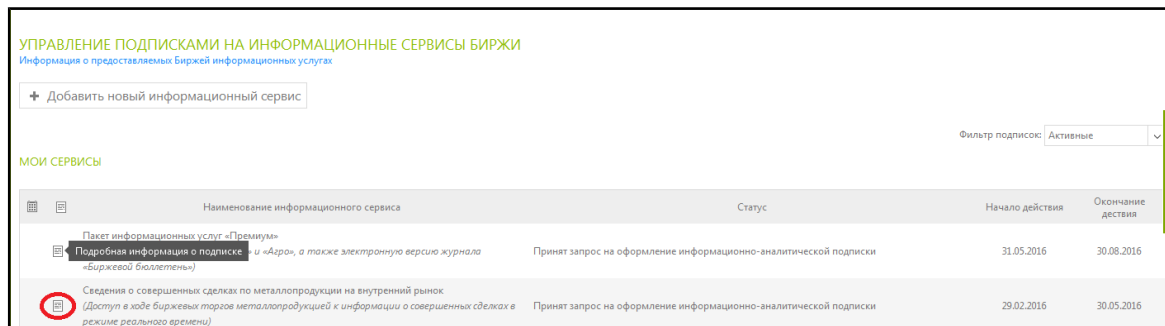 УПРАВЛЕНИЕ ПОДПИСКАМИ НА ИНФОРМАЦИОННЫЕ СЕРВИСЫ БИРЖИ
Информация о предоставляемых Биржей информационных услугах
+ Добавить новый информационный сервис
Фильтр подписок: Активные
МОИ СЕРВИСЫ
Наименование информационного сервиса Статус Начало действия Окончание
дествия
Пакет информационных услуг «Премиум»
Подробная информация о подписке » и «Агро», а также электронную версию журнала Принят запрос на оформление информационно-аналитической подписки 31.05.2016 30.08.2016
«Биржевой бюллетень»)
Сведения о совершенных сделках по металлопродукции на внутренний рынок
(Доступ в ходе биржевых торгов металлопродукцией к информации о совершенных сделках в Принят запрос на оформление информационно-аналитической подписки 29.02.2016 30.05.2016
режиме реального времени)